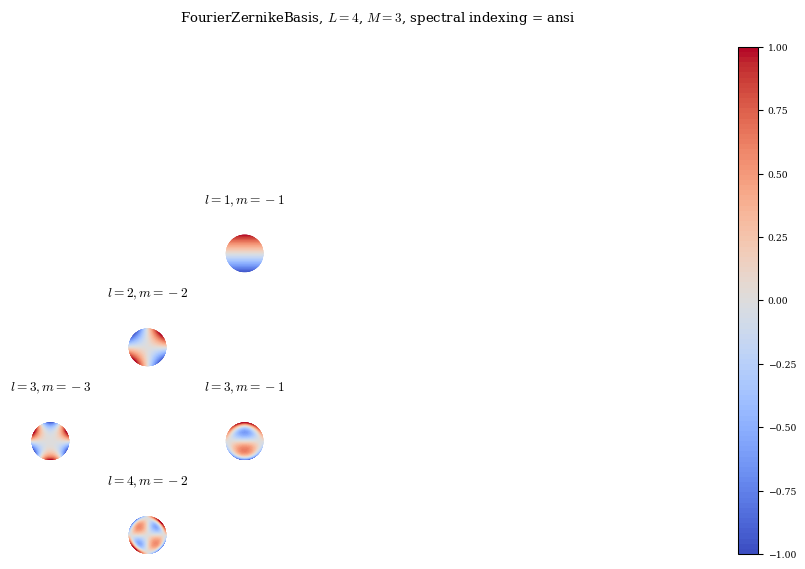 FourierZernikeBasis, $L = 4$, $M = 3$, spectral indexing = ansi
1.00
0.75
0.50
0.25
0.00
−0.25
−0.50
−0.75
−1.00
l = 1, m = −1
l = 2, m = −2
l = 3, m = −3
l = 3, m = −1
l = 4, m = −2